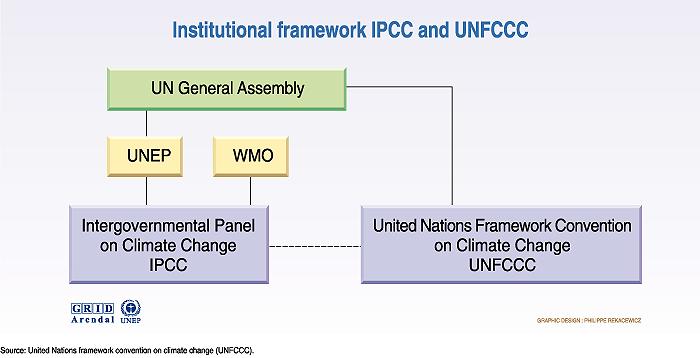 Institutional framework IPCC and UNFCCC
UN General Assembly
UNEP
WMO
Intergovernmental Panel
on Climate Change
IPCC
United Nations Framework Convention
on Climate Change
UNFCCC
G R I D
Arendal
UNEP
GRAPHIC DESIGN : PHILIPPE REKACEWICZ
Source: United Nations framework convention on climate change (UNFCCC).